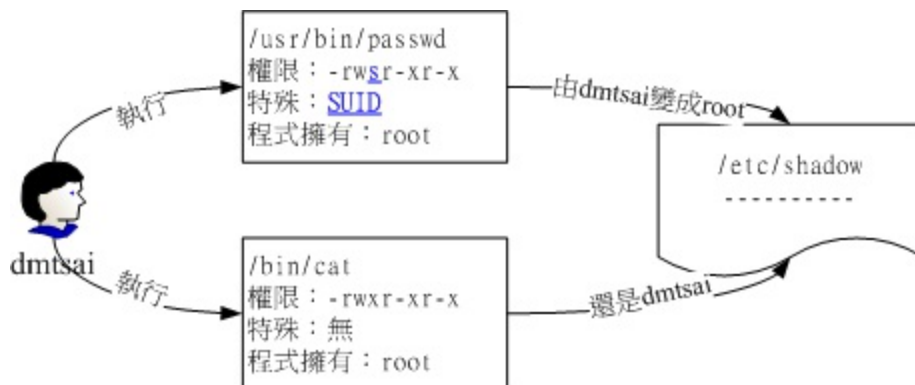 /usr/bin/passwd
權限：-rwsr-xr-x
特殊：SUID
程式擁有：root
執行
由dmtsai變成root
/etc/shadow
----------
dmtsai
執行
/bin/cat
權限：-rwxr-xr-x
特殊：無
程式擁有：root
還是dmtsai